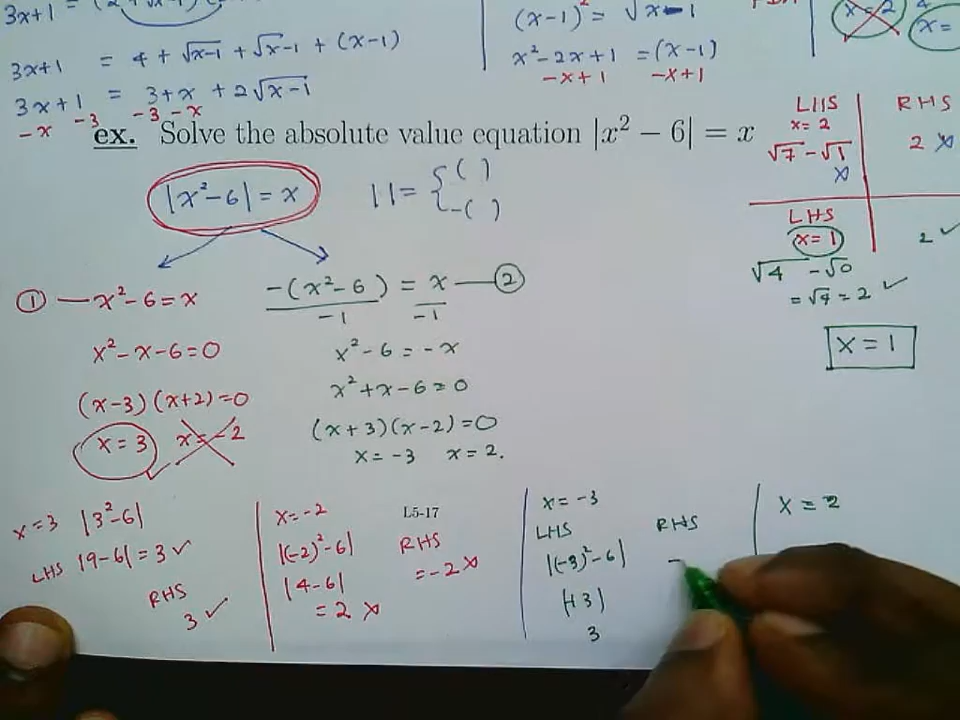 3x+1 =
3x+1 = 4 + √x-1 + √x-1 + (x-1)
3x+1 = 3+x + 2√x-1
-x -3 -3 -x
(x-1)² = √x-1
x²-2x+1 = (x-1)
-x+1 -x+1
x = 2
x =
ex. Solve the absolute value equation |x² − 6| = x
|x²-6| = x
| | = { ( )
-( )
① — x²-6 = x
x²-x-6=0
(x-3)(x+2)=0
x = 3 x = -2
-(x²-6) = x — ②
-1 -1
x²-6 = -x
x²+x-6=0
(x+3)(x-2)=0
x = -3 x = 2.
LHS RHS
x=2
√7-√1 2 x
x
LHS
x=1 2 ✓
√4 -√0
= √4 = 2 ✓
x = 1
x=3 |3²-6|
LHS |9-6| = 3 ✓
RHS
3 ✓
x=-2
|(-2)²-6|
|4-6|
= 2 x
RHS
= -2 x
L5-17
x = -3
LHS
|(-3)²-6|
|+3|
3
RHS
-
x = 2